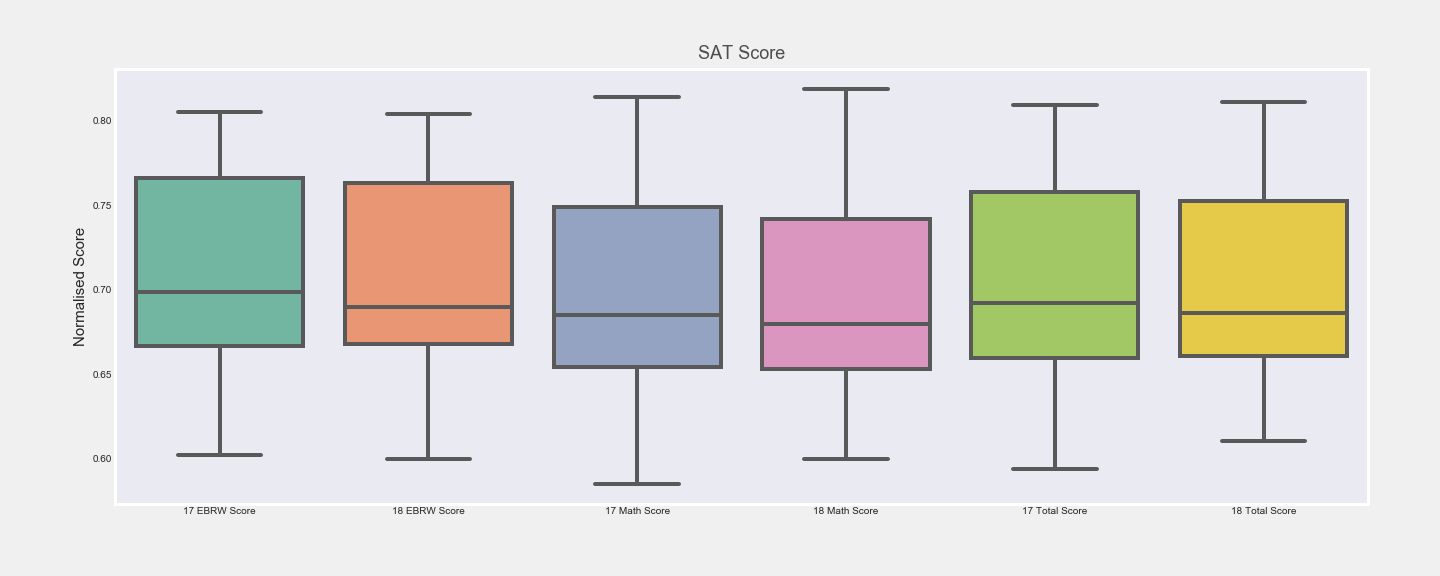 SAT Score
Normalised Score
0.80
0.75
0.70
0.65
0.60
17 EBRW Score
18 EBRW Score
17 Math Score
18 Math Score
17 Total Score
18 Total Score